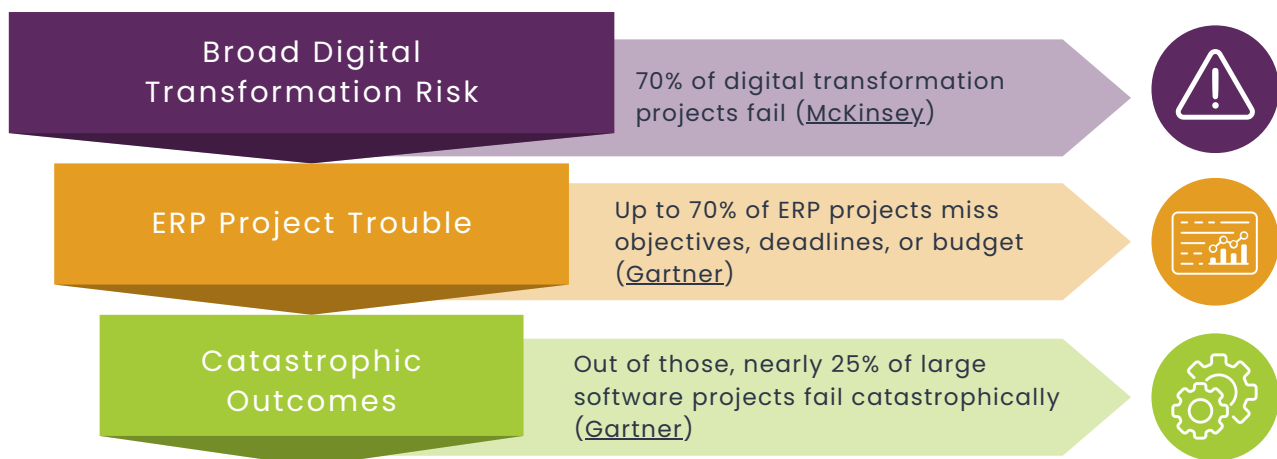 Broad Digital
Transformation Risk
70% of digital transformation
projects fail (McKinsey)
ERP Project Trouble
Up to 70% of ERP projects miss
objectives, deadlines, or budget
(Gartner)
Catastrophic
Outcomes
Out of those, nearly 25% of large
software projects fail catastrophically
(Gartner)